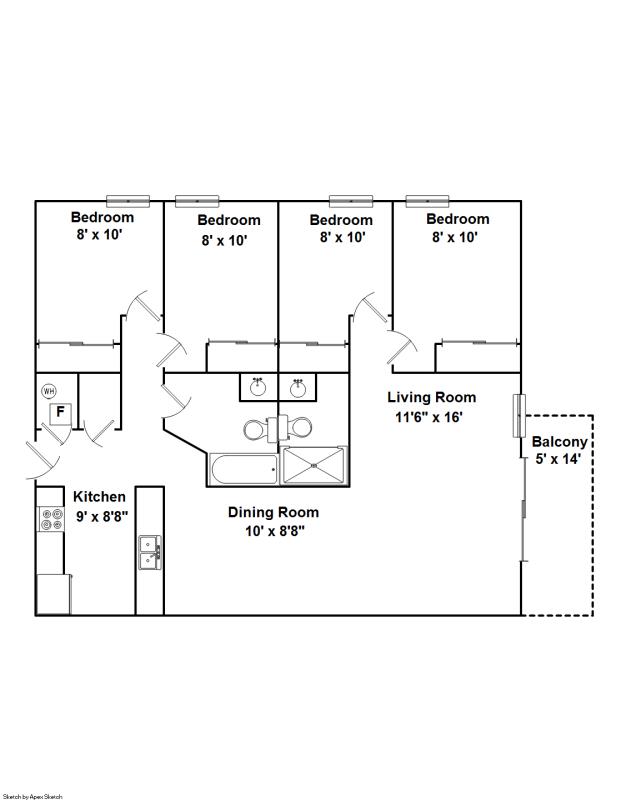 Bedroom
8' x 10'
Bedroom
8' x 10'
Bedroom
8' x 10'
Bedroom
8' x 10'
WH
F
Living Room
11'6" x 16'
Balcony
5' x 14'
Kitchen
9' x 8'8"
Dining Room
10' x 8'8"
Sketch by Apex Sketch